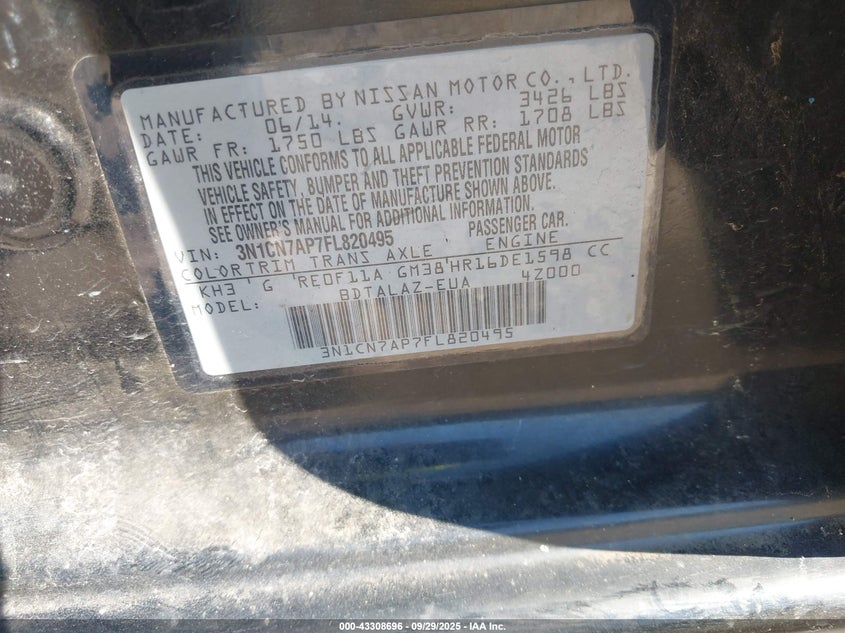 MANUFACTURED BY NISSAN MOTOR CO., LTD.
DATE: 06/14. GVWR: 3426 LBS
GAWR FR: 1750 LBS GAWR RR: 1708 LBS
THIS VEHICLE CONFORMS TO ALL APPLICABLE FEDERAL MOTOR
VEHICLE SAFETY, BUMPER AND THEFT PREVENTION STANDARDS
IN EFFECT ON THE DATE OF MANUFACTURE SHOWN ABOVE.
SEE OWNER'S MANUAL FOR ADDITIONAL INFORMATION.
VIN: 3N1CN7AP7FL820495 PASSENGER CAR.
COLORTRIM TRANS AXLE ENGINE
KH3 ' G 'RE0F11A GM38'HR16DE1598 CC
MODEL: BDTALAZ-EUA 4Z000
3N1CN7AP7FL820495
000-43308696 - 09/29/2025 - IAA Inc.